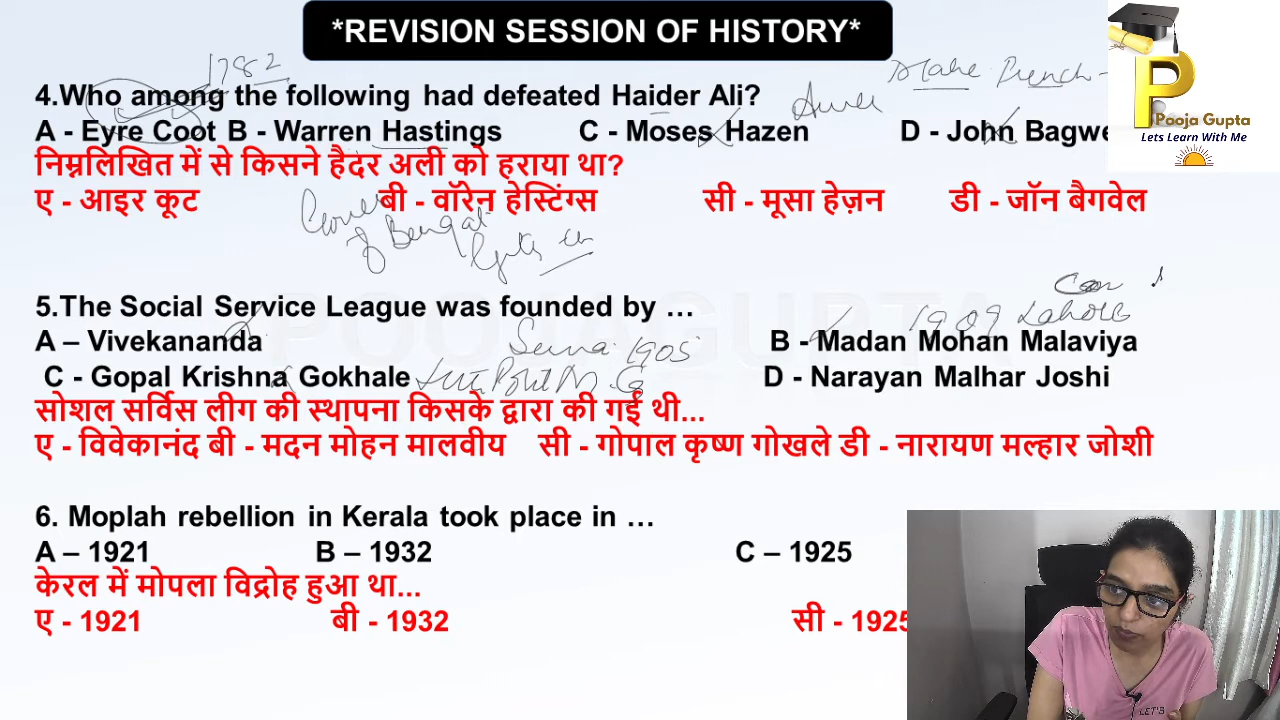 *REVISION SESSION OF HISTORY*
1782
4.Who among the following had defeated Haider Ali?
A - Eyre Coot B - Warren Hastings C - Moses Hazen D - John Bagwe
निम्नलिखित में से किसने हैदर अली को हराया था?
ए - आइर कूट बी - वॉरेन हेस्टिंग्स सी - मूसा हेज़न डी - जॉन बैगवेल
of Bengal
5.The Social Service League was founded by …
1909 Lahore
A – Vivekananda B - Madan Mohan Malaviya
1905
C - Gopal Krishna Gokhale D - Narayan Malhar Joshi
सोशल सर्विस लीग की स्थापना किसके द्वारा की गई थी...
ए - विवेकानंद बी - मदन मोहन मालवीय सी - गोपाल कृष्ण गोखले डी - नारायण मल्हार जोशी
6. Moplah rebellion in Kerala took place in …
A – 1921 B – 1932 C – 1925
केरल में मोपला विद्रोह हुआ था...
ए - 1921 बी - 1932 सी - 1925
P
Pooja Gupta
Lets Learn With Me
POOJA GUPTA
LET'S